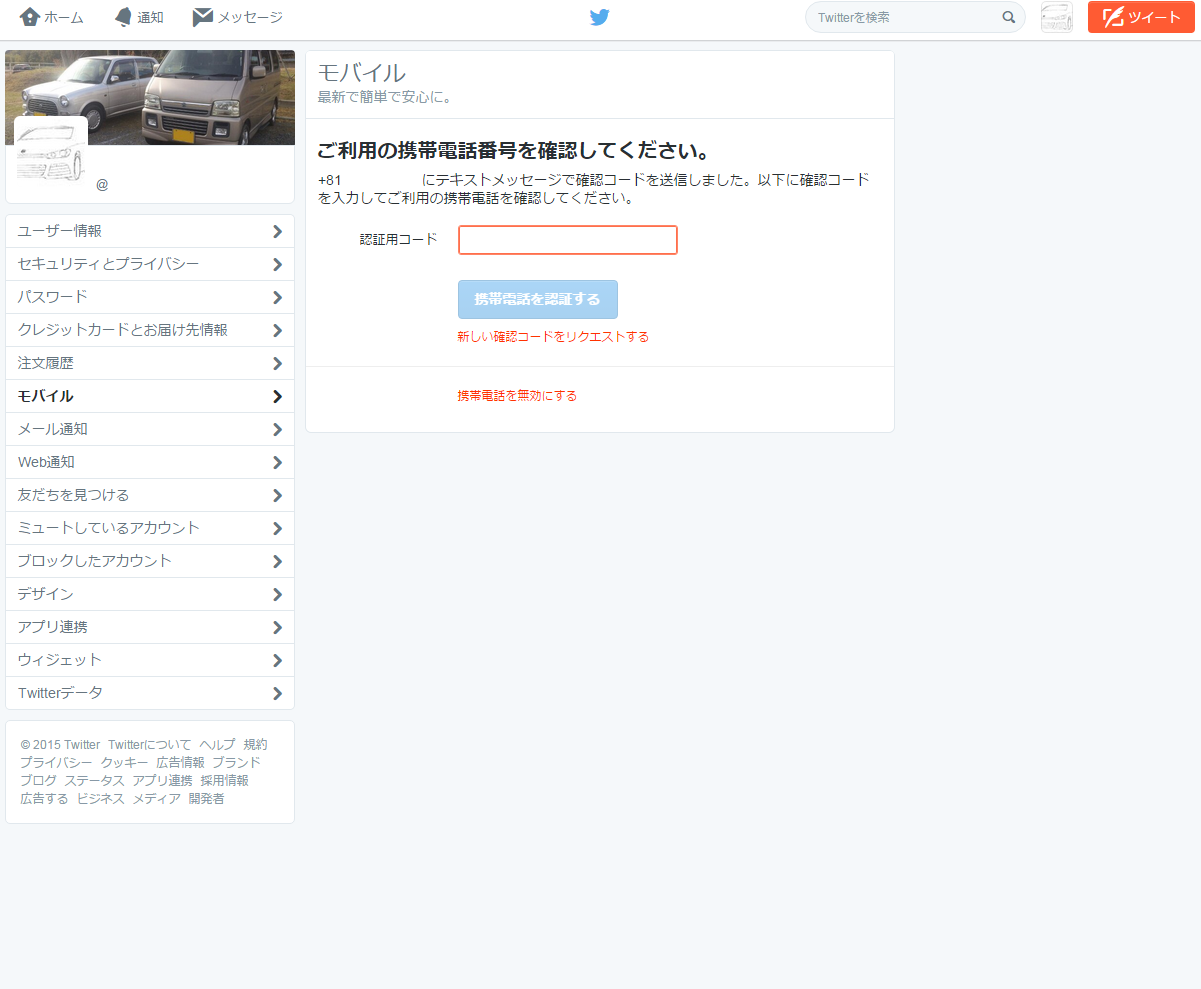 ホーム 通知 メッセージ Twitterを検索 ツイート
@
ユーザー情報
セキュリティとプライバシー
パスワード
クレジットカードとお届け先情報
注文履歴
モバイル
メール通知
Web通知
友だちを見つける
ミュートしているアカウント
ブロックしたアカウント
デザイン
アプリ連携
ウィジェット
Twitterデータ
© 2015 Twitter Twitterについて ヘルプ 規約
プライバシー クッキー 広告情報 ブランド
ブログ ステータス アプリ連携 採用情報
広告する ビジネス メディア 開発者
モバイル
最新で簡単で安心に。
ご利用の携帯電話番号を確認してください。
+81 にテキストメッセージで確認コードを送信しました。以下に確認コード
を入力してご利用の携帯電話を確認してください。
認証用コード
携帯電話を認証する
新しい確認コードをリクエストする
携帯電話を無効にする